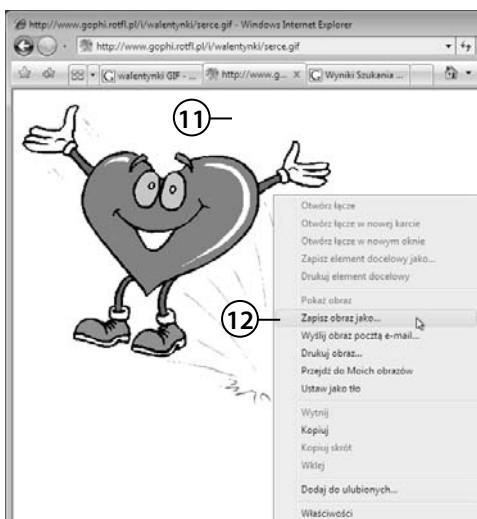 http://www.gophi.rotfl.pl/i/walentynki/serce.gif - Windows Internet Explorer
http://www.gophi.rotfl.pl/i/walentynki/serce.gif
walentynki GIF - ...
http://www.g... X
Wyniki Szukania ...
11
Otwórz łącze
Otwórz łącze w nowej karcie
Otwórz łącze w nowym oknie
Zapisz element docelowy jako...
Drukuj element docelowy
Pokaż obraz
12
Zapisz obraz jako...
Wyślij obraz pocztą e-mail...
Drukuj obraz...
Przejdź do Moich obrazów
Ustaw jako tło
Wytnij
Kopiuj
Kopiuj skrót
Wklej
Dodaj do ulubionych...
Właściwości